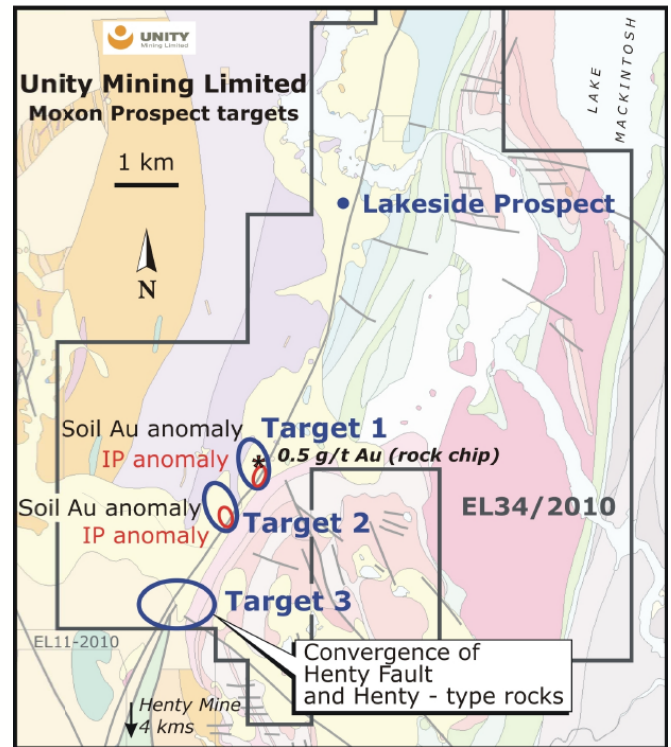 UNITY
Mining Limited
Unity Mining Limited
Moxon Prospect targets
1 km
N
LAKE
MACKINTOSH
Lakeside Prospect
Soil Au anomaly
Target 1
IP anomaly
* 0.5 g/t Au (rock chip)
Soil Au anomaly
Target 2
IP anomaly
EL34/2010
Target 3
EL11-2010
Convergence of
Henty Fault
and Henty - type rocks
Henty Mine
4 kms